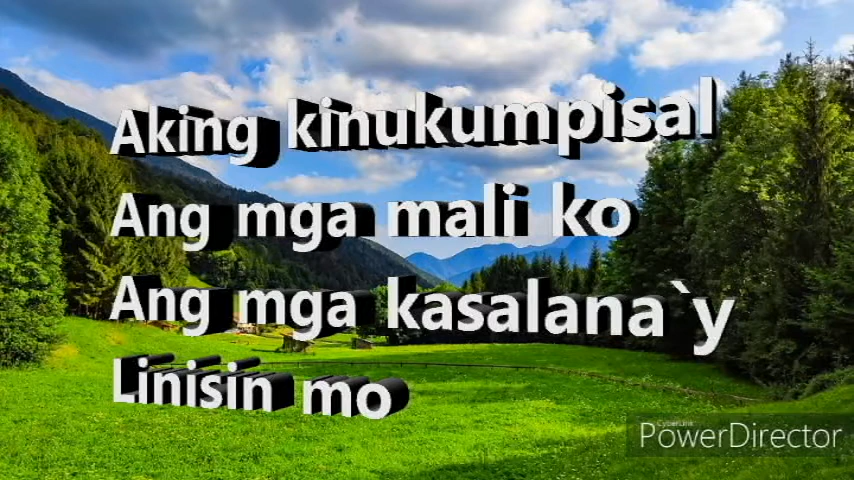 Aking kinukumpisal
Ang mga mali ko
Ang mga kasalana`y
Linisin mo
CyberLink
PowerDirector